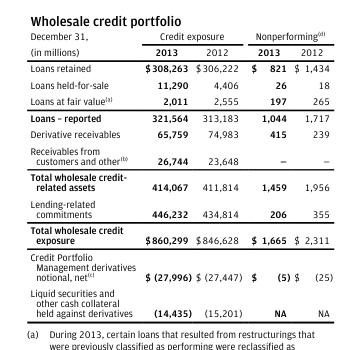 Wholesale credit portfolio
December 31, Credit exposure Nonperforming(d)
(in millions) 2013 2012 2013 2012
Loans retained $308,263 $306,222 $ 821 $ 1,434
Loans held-for-sale 11,290 4,406 26 18
Loans at fair value(a) 2,011 2,555 197 265
Loans – reported 321,564 313,183 1,044 1,717
Derivative receivables 65,759 74,983 415 239
Receivables from
customers and other(b) 26,744 23,648 – –
Total wholesale credit-
related assets 414,067 411,814 1,459 1,956
Lending-related
commitments 446,232 434,814 206 355
Total wholesale credit
exposure $860,299 $846,628 $ 1,665 $ 2,311
Credit Portfolio
Management derivatives
notional, net(c) $ (27,996) $ (27,447) $ (5) $ (25)
Liquid securities and
other cash collateral
held against derivatives (14,435) (15,201) NA NA
(a) During 2013, certain loans that resulted from restructurings that
were previously classified as performing were reclassified as